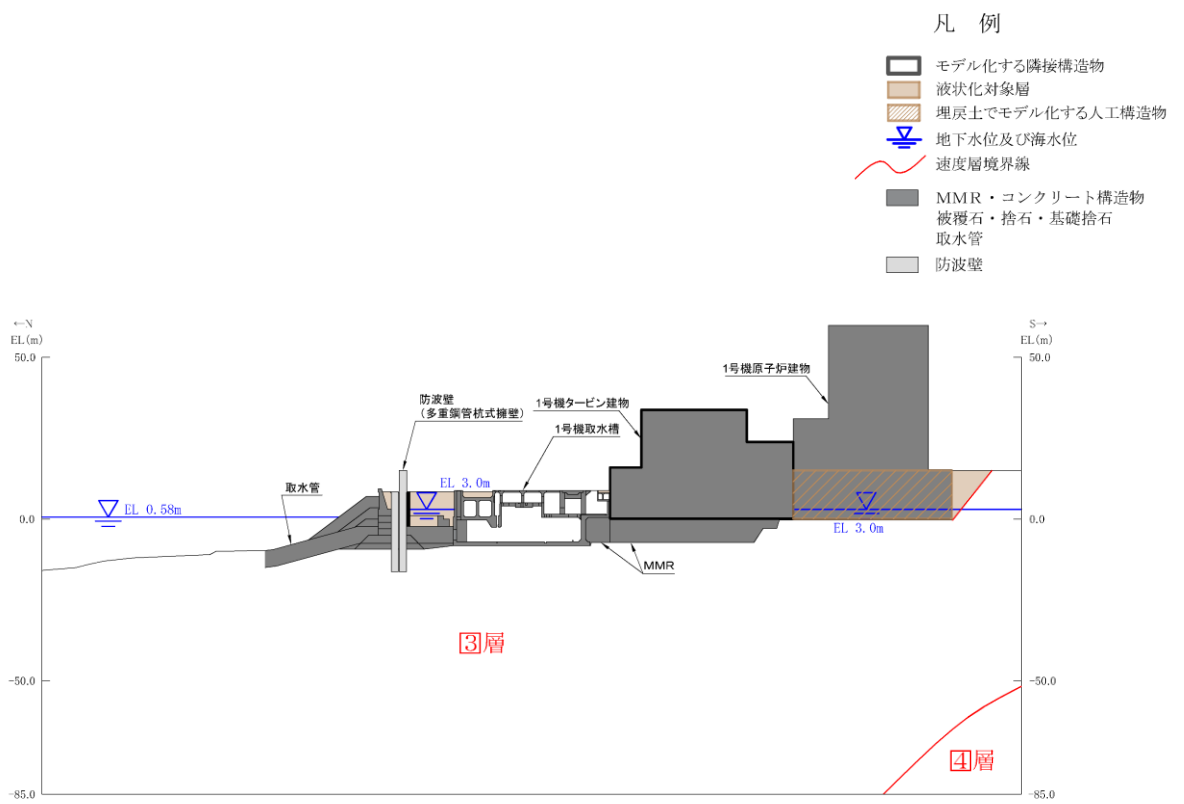 凡　例
モデル化する隣接構造物
液状化対象層
埋戻土でモデル化する人工構造物
地下水位及び海水位
速度層境界線
ＭＭＲ・コンクリート構造物
被覆石・捨石・基礎捨石
取水管
防波壁
←N
EL(m)
S→
EL(m)
50.0
50.0
1号機原子炉建物
防波壁
(多重鋼管杭式擁壁)
1号機タービン建物
1号機取水槽
取水管
EL 3.0m
EL 0.58m
0.0
0.0
EL 3.0m
MMR
3層
-50.0
-50.0
4層
-85.0
-85.0